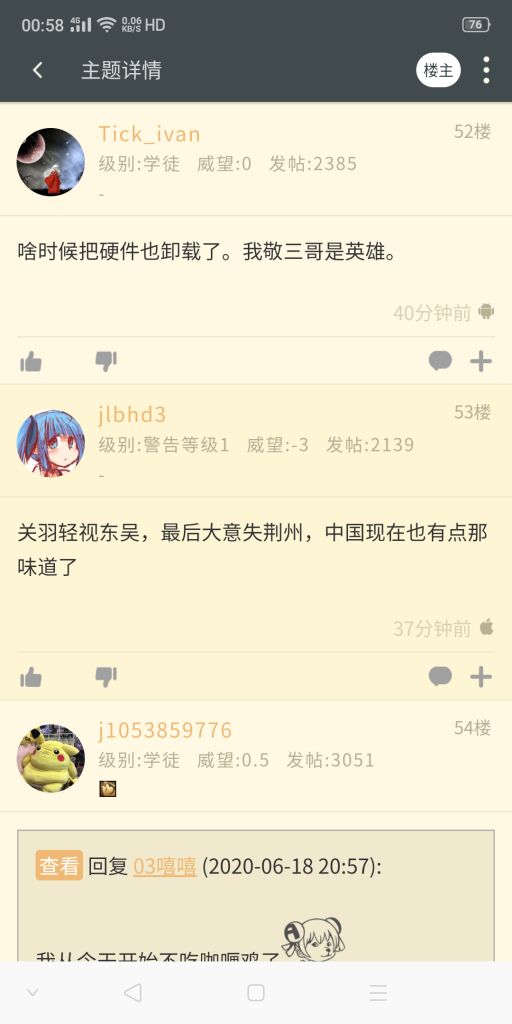 00:58 4G 0.06 KB/S HD 76
主题详情 楼主
Tick_ivan 52楼
级别:学徒 威望:0 发帖:2385
-
啥时候把硬件也卸载了。我敬三哥是英雄。
40分钟前
jlbhd3 53楼
级别:警告等级1 威望:-3 发帖:2139
-
关羽轻视东吴，最后大意失荆州，中国现在也有点那
味道了
37分钟前
j1053859776 54楼
级别:学徒 威望:0.5 发帖:3051
查看 回复 03嘻嘻 (2020-06-18 20:57):
我从今天开始不吃咖喱鸡了